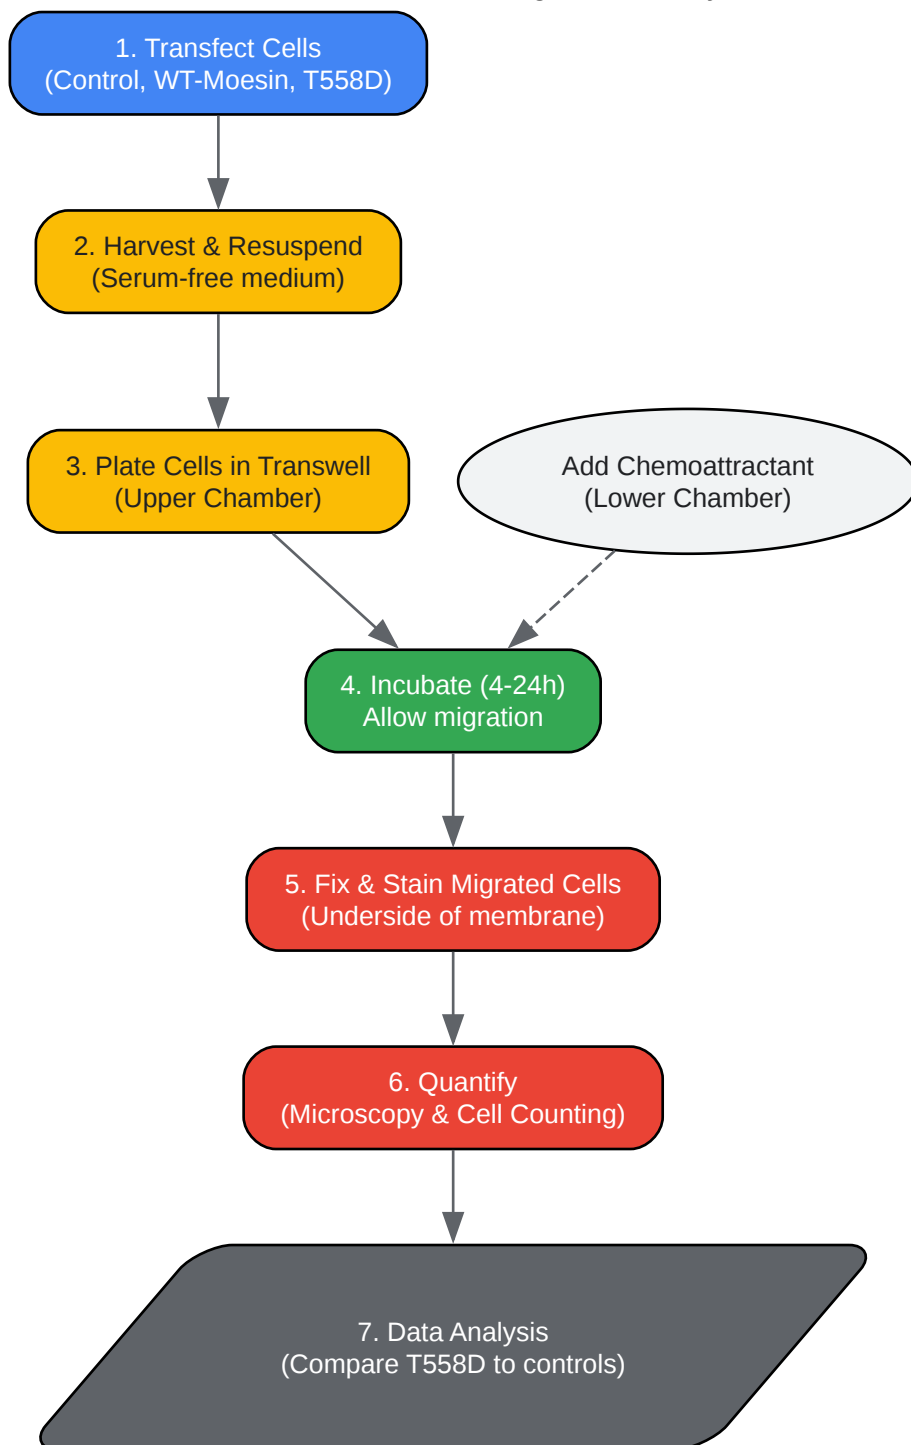 1. Transfect Cells
(Control, WT-Moesin, T558D)
2. Harvest & Resuspend
(Serum-free medium)
3. Plate Cells in Transwell
(Upper Chamber)
Add Chemoattractant
(Lower Chamber)
4. Incubate (4-24h)
Allow migration
5. Fix & Stain Migrated Cells
(Underside of membrane)
6. Quantify
(Microscopy & Cell Counting)
7. Data Analysis
(Compare T558D to controls)